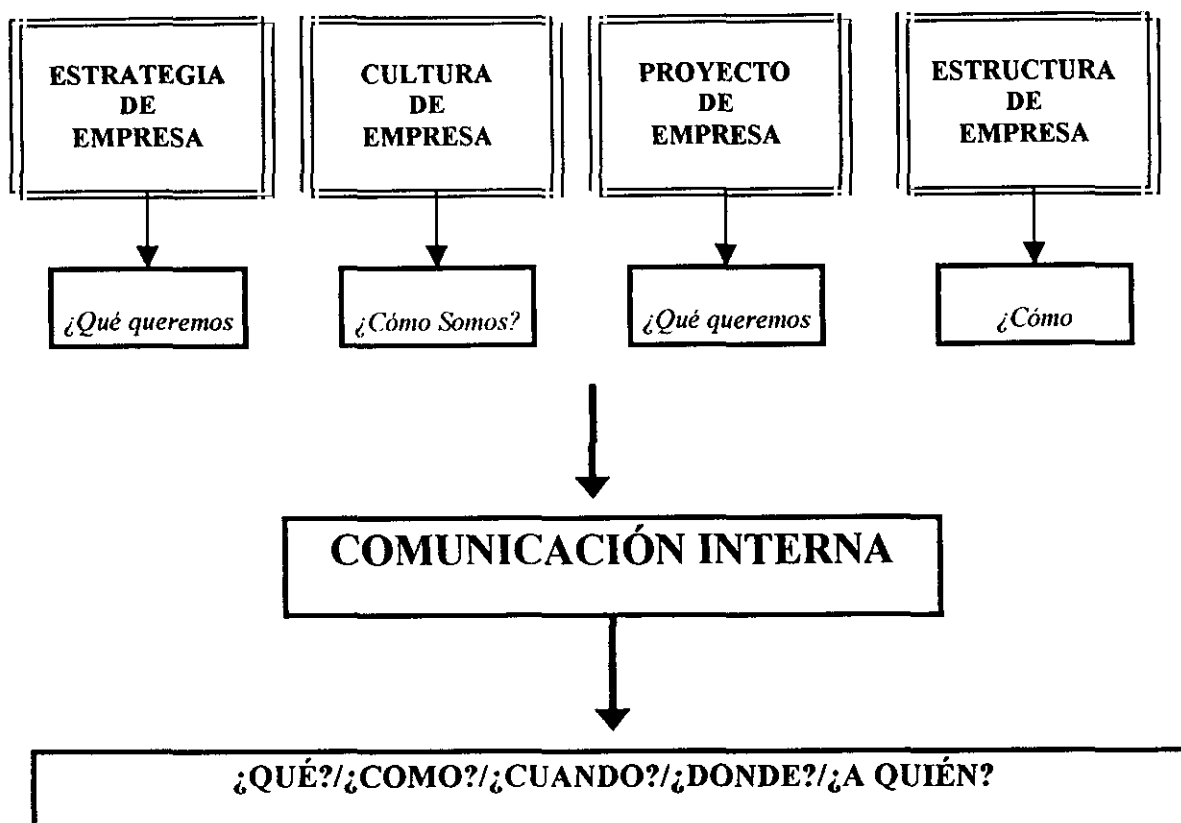 ESTRATEGIA
DE
EMPRESA
CULTURA
DE
EMPRESA
PROYECTO
DE
EMPRESA
ESTRUCTURA
DE
EMPRESA
¿Qué queremos
¿Cómo Somos?
¿Qué queremos
¿Cómo
COMUNICACIÓN INTERNA
¿QUÉ?/¿COMO?/¿CUANDO?/¿DONDE?/¿A QUIÉN?